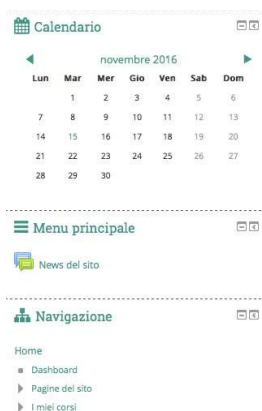 Calendario
novembre 2016
Lun Mar Mer Gio Ven Sab Dom
1 2 3 4 5 6
7 8 9 10 11 12 13
14 15 16 17 18 19 20
21 22 23 24 25 26 27
28 29 30
Menu principale
News del sito
Navigazione
Home
Dashboard
Pagine del sito
I miei corsi